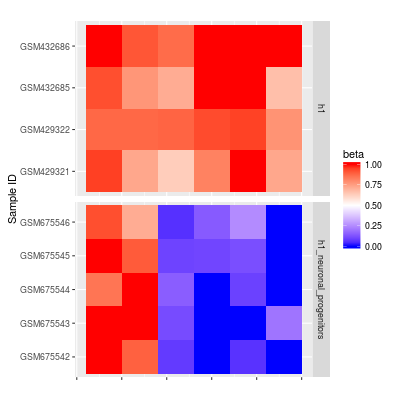 Sample ID
GSM432686
GSM432685
GSM429322
GSM429321
h1
GSM675546
GSM675545
GSM675544
GSM675543
GSM675542
h1_neuronal_progenitors
beta
1.00
0.75
0.50
0.25
0.00